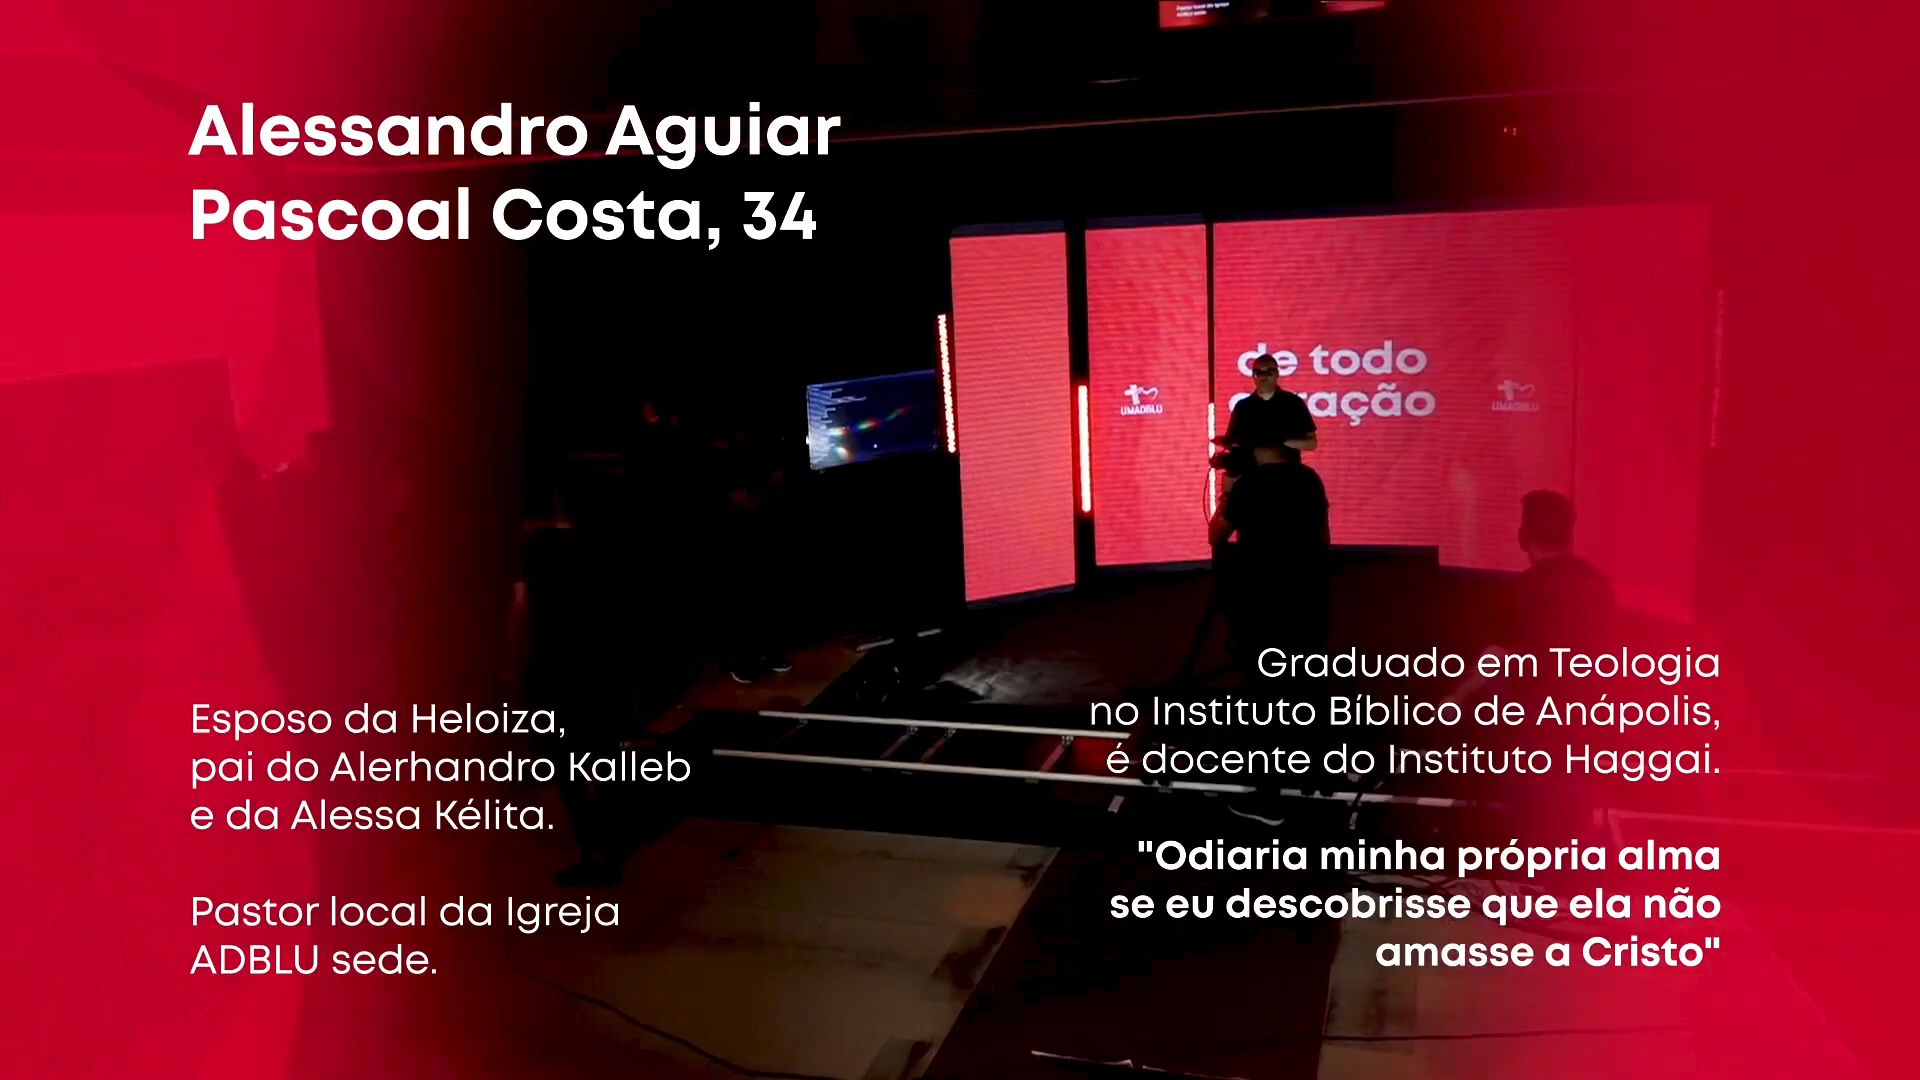 Alessandro Aguiar
Pascoal Costa, 34
de todo
UMADBLU
UMADBLU
Esposo da Heloiza,
pai do Alerhandro Kalleb
e da Alessa Kélita.
Pastor local da Igreja
ADBLU sede.
Graduado em Teologia
no Instituto Bíblico de Anápolis,
é docente do Instituto Haggai.
"Odiaria minha própria alma
se eu descobrisse que ela não
amasse a Cristo"